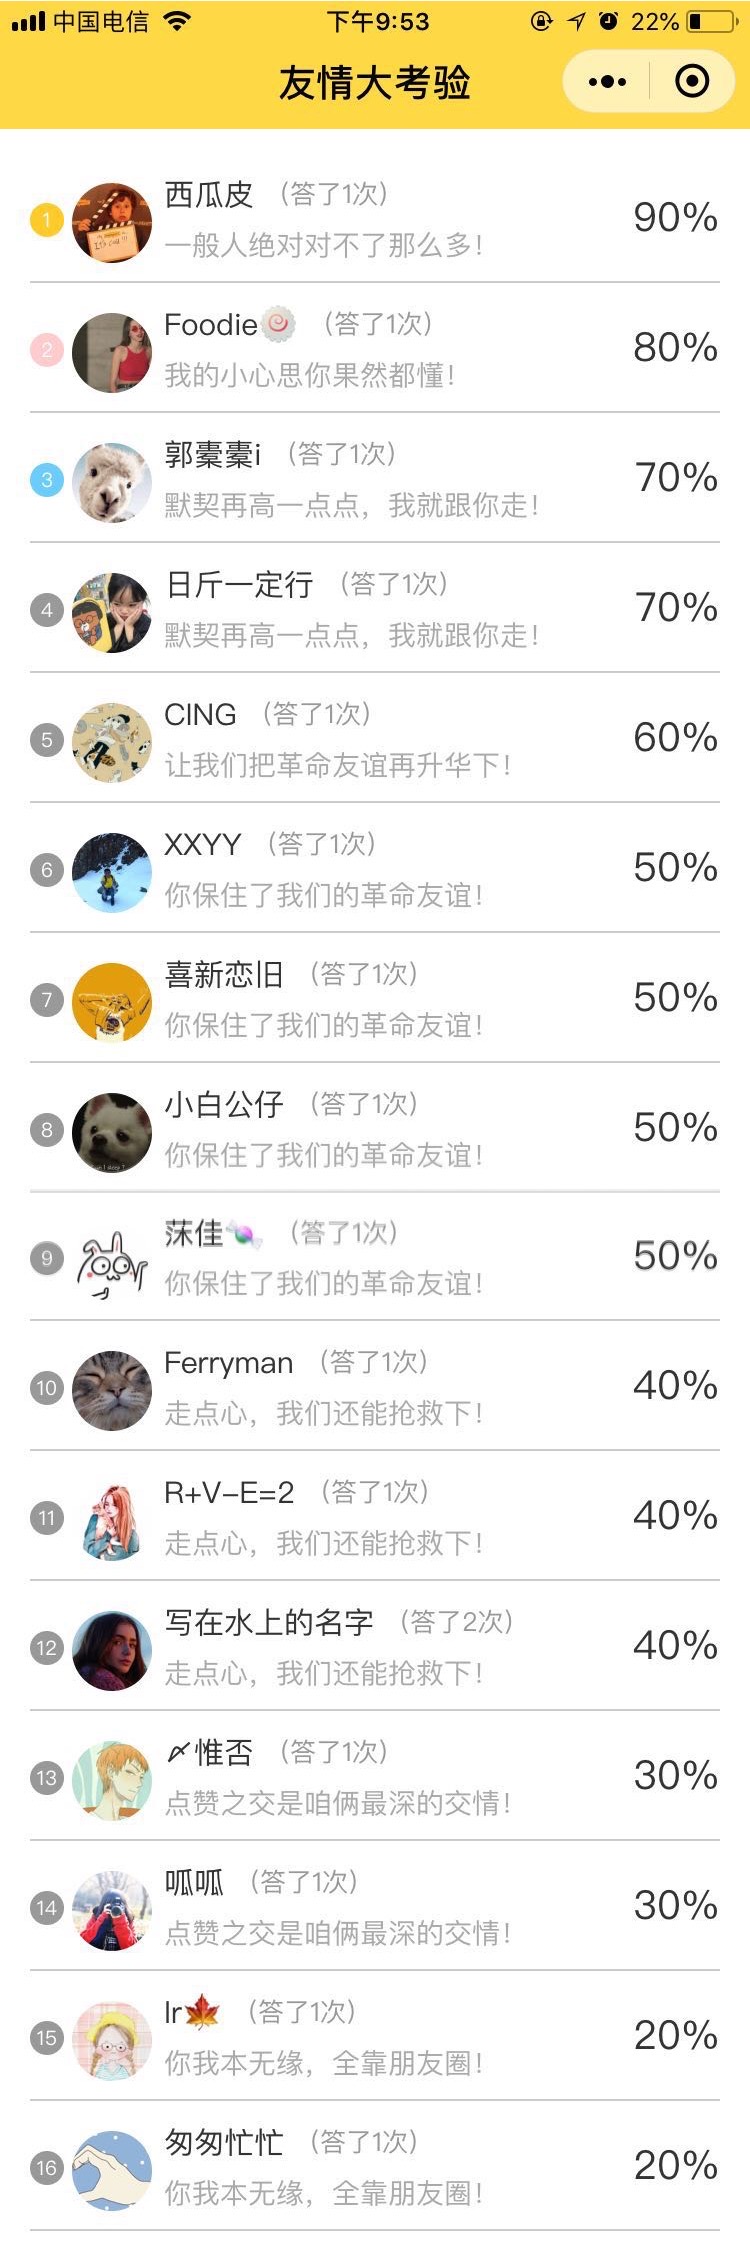 中国电信
下午9:53
22%
友情大考验
1
西瓜皮（答了1次）
一般人绝对对不了那么多！
90%
2
Foodie🍥（答了1次）
我的小心思你果然都懂！
80%
3
郭橐橐i（答了1次）
默契再高一点点，我就跟你走！
70%
4
日斤一定行（答了1次）
默契再高一点点，我就跟你走！
70%
5
CING（答了1次）
让我们把革命友谊再升华下！
60%
6
XXYY（答了1次）
你保住了我们的革命友谊！
50%
7
喜新恋旧（答了1次）
你保住了我们的革命友谊！
50%
8
小白公仔（答了1次）
你保住了我们的革命友谊！
50%
9
莯佳🍬（答了1次）
你保住了我们的革命友谊！
50%
10
Ferryman（答了1次）
走点心，我们还能抢救下！
40%
11
R+V-E=2（答了1次）
走点心，我们还能抢救下！
40%
12
写在水上的名字（答了2次）
走点心，我们还能抢救下！
40%
13
〆惟否（答了1次）
点赞之交是咱俩最深的交情！
30%
14
呱呱（答了1次）
点赞之交是咱俩最深的交情！
30%
15
Ir🍁（答了1次）
你我本无缘，全靠朋友圈！
20%
16
匆匆忙忙（答了1次）
你我本无缘，全靠朋友圈！
20%